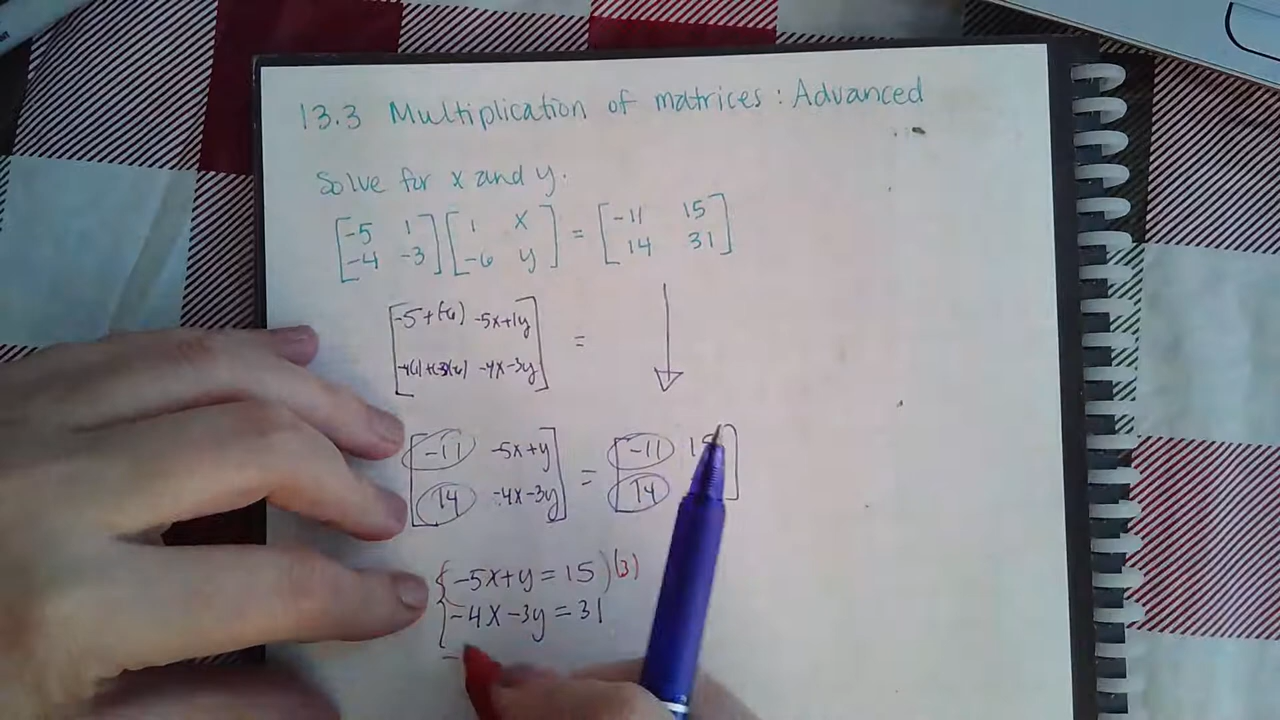 13.3 Multiplication of matrices : Advanced
Solve for x and y.
[-5 1] [1 x] = [-11 15]
[-4 -3] [-6 y] [14 31]
[-5+(-6) -5x+1y] =
[-4(1)+(-3)(-6) -4x-3y]
[-11 -5x+y] = [-11 15]
[14 -4x-3y] [14
{-5x+y=15)(3)
-4x-3y=31